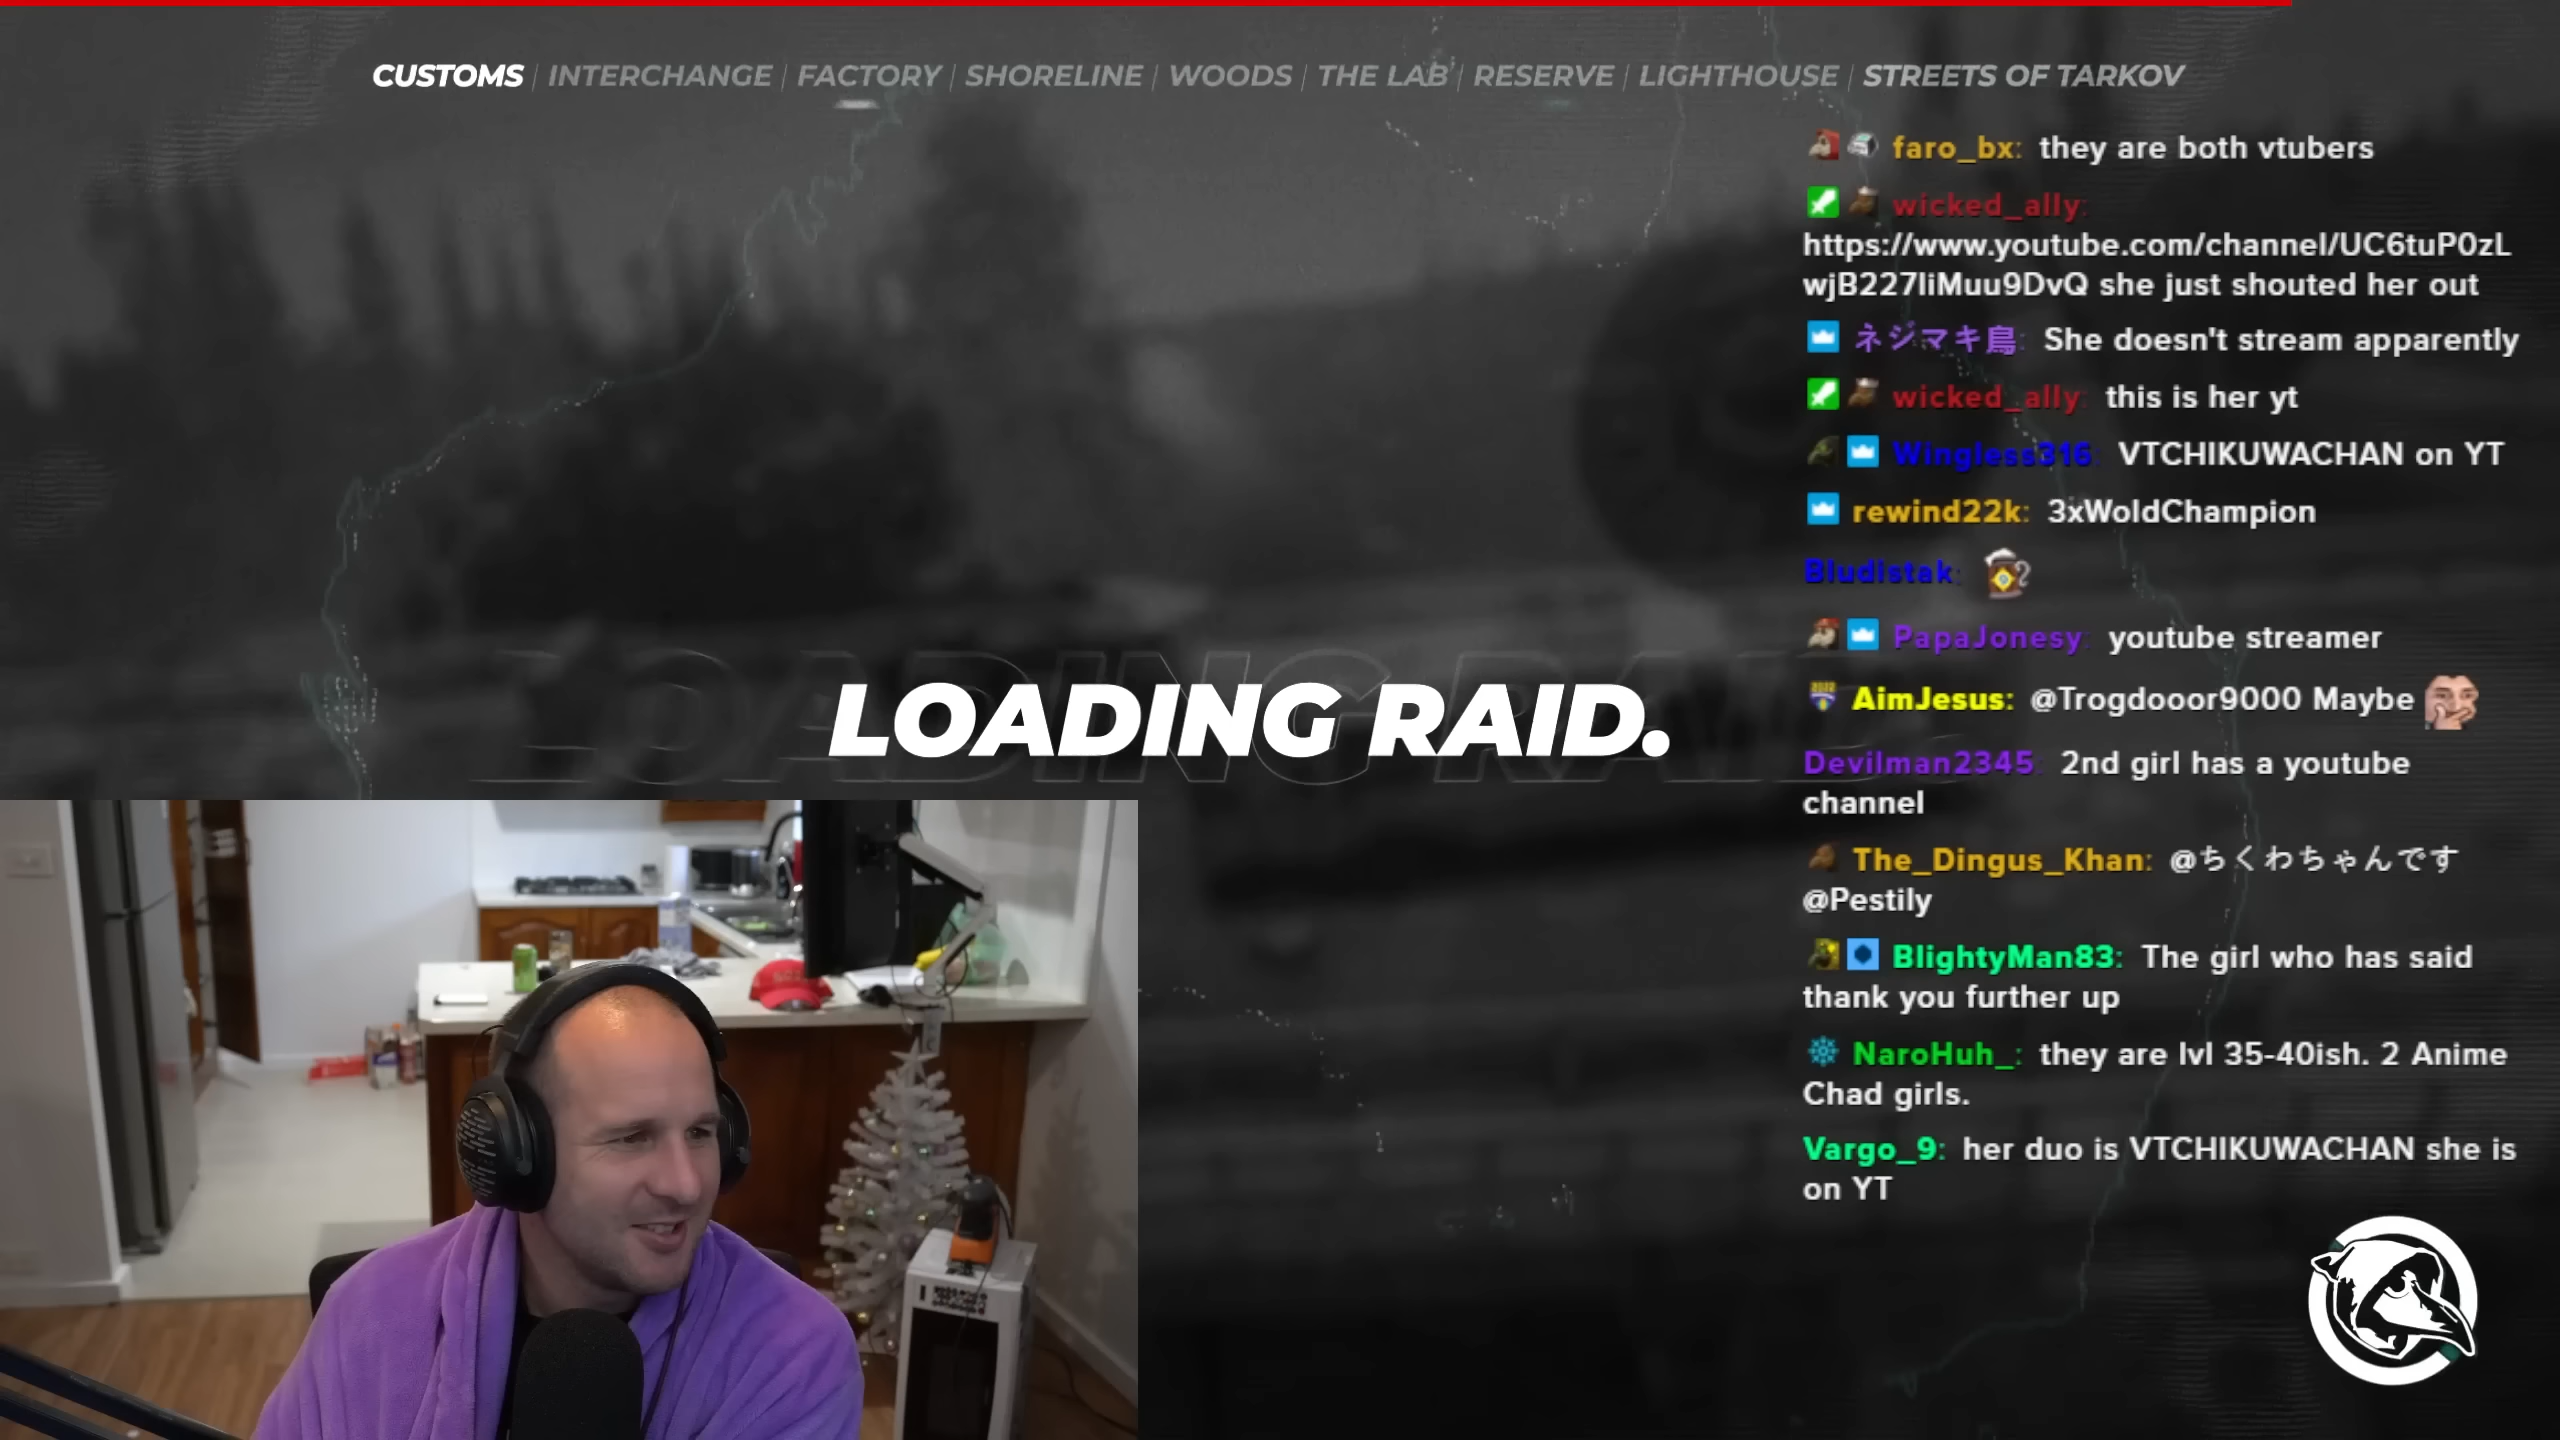 CUSTOMS | INTERCHANGE | FACTORY | SHORELINE | WOODS | THE LAB | RESERVE | LIGHTHOUSE | STREETS OF TARKOV
faro_bx: they are both vtubers
wicked_ally:
https://www.youtube.com/channel/UC6tuP0zL
wjB227liMuu9DvQ she just shouted her out
ネジマキ鳥: She doesn't stream apparently
wicked_ally: this is her yt
Wingless316: VTCHIKUWACHAN on YT
rewind22k: 3xWoldChampion
Bludistak:
PapaJonesy: youtube streamer
LOADING RAID.
AimJesus: @Trogdooor9000 Maybe
Devilman2345: 2nd girl has a youtube
channel
The_Dingus_Khan: @ちくわちゃんです
@Pestily
BlightyMan83: The girl who has said
thank you further up
NaroHuh_: they are lvl 35-40ish. 2 Anime
Chad girls.
Vargo_9: her duo is VTCHIKUWACHAN she is
on YT